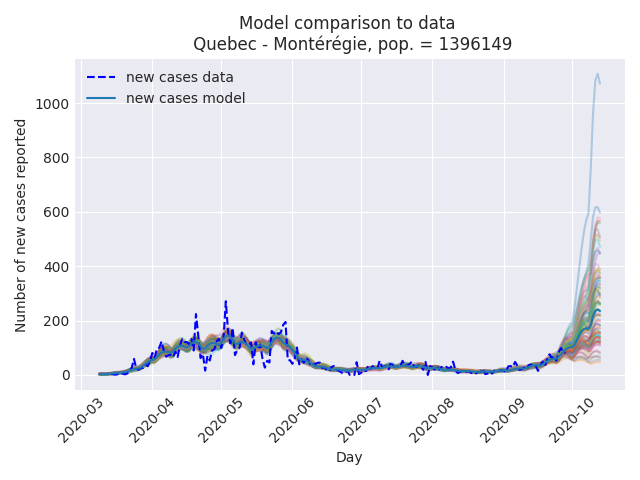 Model comparison to data
Quebec - Montérégie, pop. = 1396149
new cases data
new cases model
Number of new cases reported
1000
800
600
400
200
0
2020-03
2020-04
2020-05
2020-06
2020-07
2020-08
2020-09
2020-10
Day